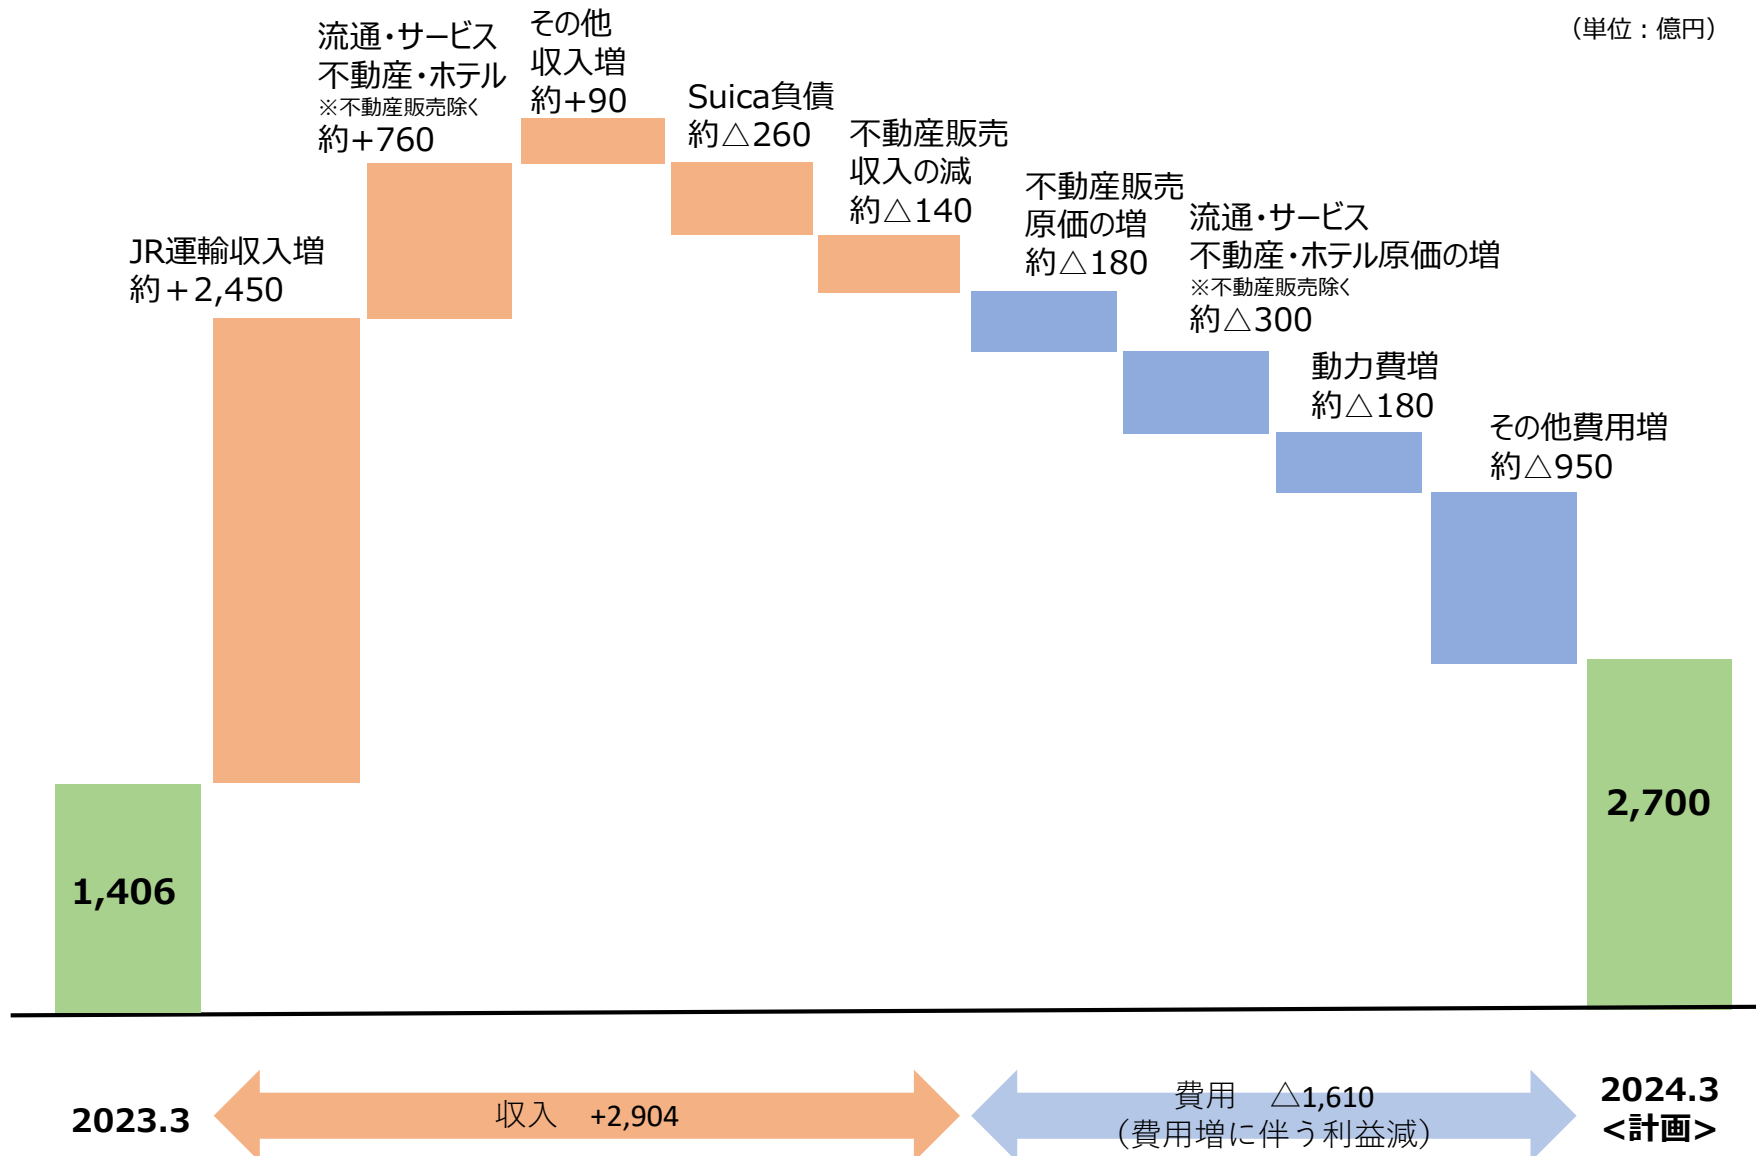 (単位：億円)
流通・サービス
不動産・ホテル
※不動産販売除く
約+760
その他
収入増
約+90
Suica負債
約△260
不動産販売
収入の減
約△140
不動産販売
原価の増
約△180
流通・サービス
不動産・ホテル原価の増
※不動産販売除く
約△300
JR運輸収入増
約＋2,450
動力費増
約△180
その他費用増
約△950
1,406
2,700
2023.3
収入　+2,904
費用　△1,610
（費用増に伴う利益減）
2024.3
<計画>